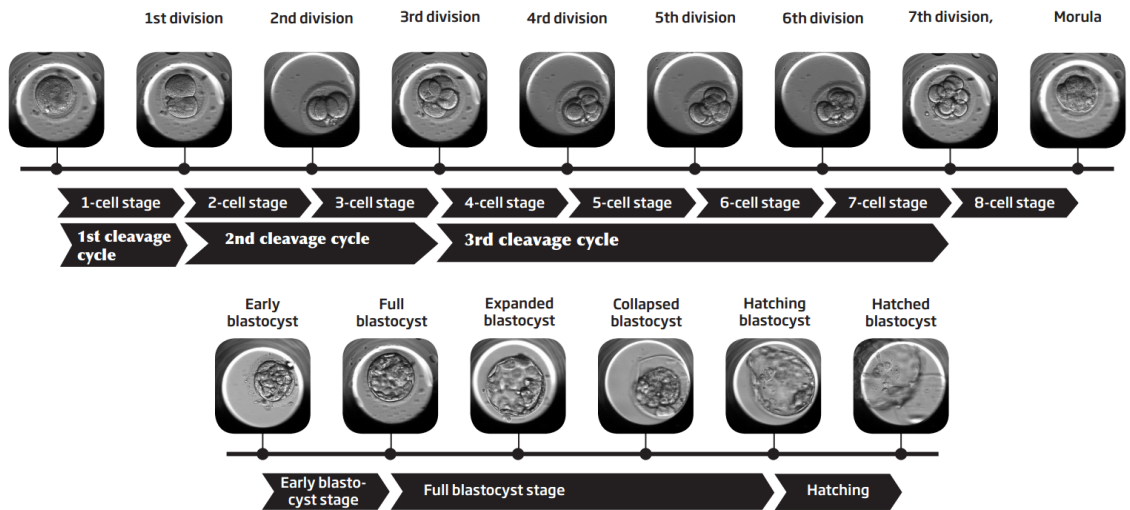 1st division
2nd division
3rd division
4rd division
5th division
6th division
7th division,
Morula
1-cell stage
2-cell stage
3-cell stage
4-cell stage
5-cell stage
6-cell stage
7-cell stage
8-cell stage
1st cleavage
cycle
2nd cleavage cycle
3rd cleavage cycle
Early
blastocyst
Full
blastocyst
Expanded
blastocyst
Collapsed
blastocyst
Hatching
blastocyst
Hatched
blastocyst
Early blasto-
cyst stage
Full blastocyst stage
Hatching